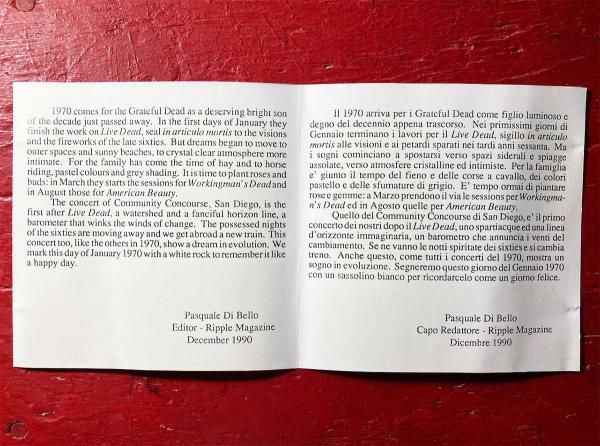 1970 comes for the Grateful Dead as a deserving bright son
of the decade just passed away. In the first days of January they
finish the work on Live Dead, seal in articulo mortis to the visions
and the fireworks of the late sixties. But dreams began to move to
outer spaces and sunny beaches, to crystal clear atmosphere more
intimate. For the family has come the time of hay and to horse
riding, pastel colours and grey shading. It is time to plant roses and
buds: in March they starts the sessions for Workingman's Dead and
in August those for American Beauty.
The concert of Community Concourse, San Diego, is the
first after Live Dead, a watershed and a fanciful horizon line, a
barometer that winks the winds of change. The possessed nights
of the sixties are moving away and we get abroad a new train. This
concert too, like the others in 1970, show a dream in evolution. We
mark this day of January 1970 with a white rock to remember it like
a happy day.
Pasquale Di Bello
Editor - Ripple Magazine
December 1990
Il 1970 arriva per i Grateful Dead come figlio luminoso e
degno del decennio appena trascorso. Nei primissimi giorni di
Gennaio terminano i lavori per il Live Dead, sigillo in articulo
mortis alle visioni e ai petardi sparati nei tardi anni sessanta. Ma
i sogni cominciano a spostarsi verso spazi siderali e spiagge
assolate, verso atmosfere cristalline ed intimiste. Per la famiglia
e' giunto il tempo del fieno e delle corse a cavallo, dei colori
pastello e delle sfumature di grigio. E' tempo ormai di piantare
rose e gemme: a Marzo prendono il via le sessions per Workingma-
n's Dead ed in Agosto quelle per American Beauty.
Quello del Community Concourse di San Diego, e' il primo
concerto dei nostri dopo il Live Dead, uno spartiacque ed una linea
d'orizzonte immaginaria, un barometro che annuncia i venti del
cambiamento. Se ne vanno le notti spiritate dei sixties e si cambia
treno. Anche questo, come tutti i concerti del 1970, mostra un
sogno in evoluzione. Segneremo questo giorno del Gennaio 1970
con un sassolino bianco per ricordarcelo come un giorno felice.
Pasquale Di Bello
Capo Redattore - Ripple Magazine
Dicembre 1990